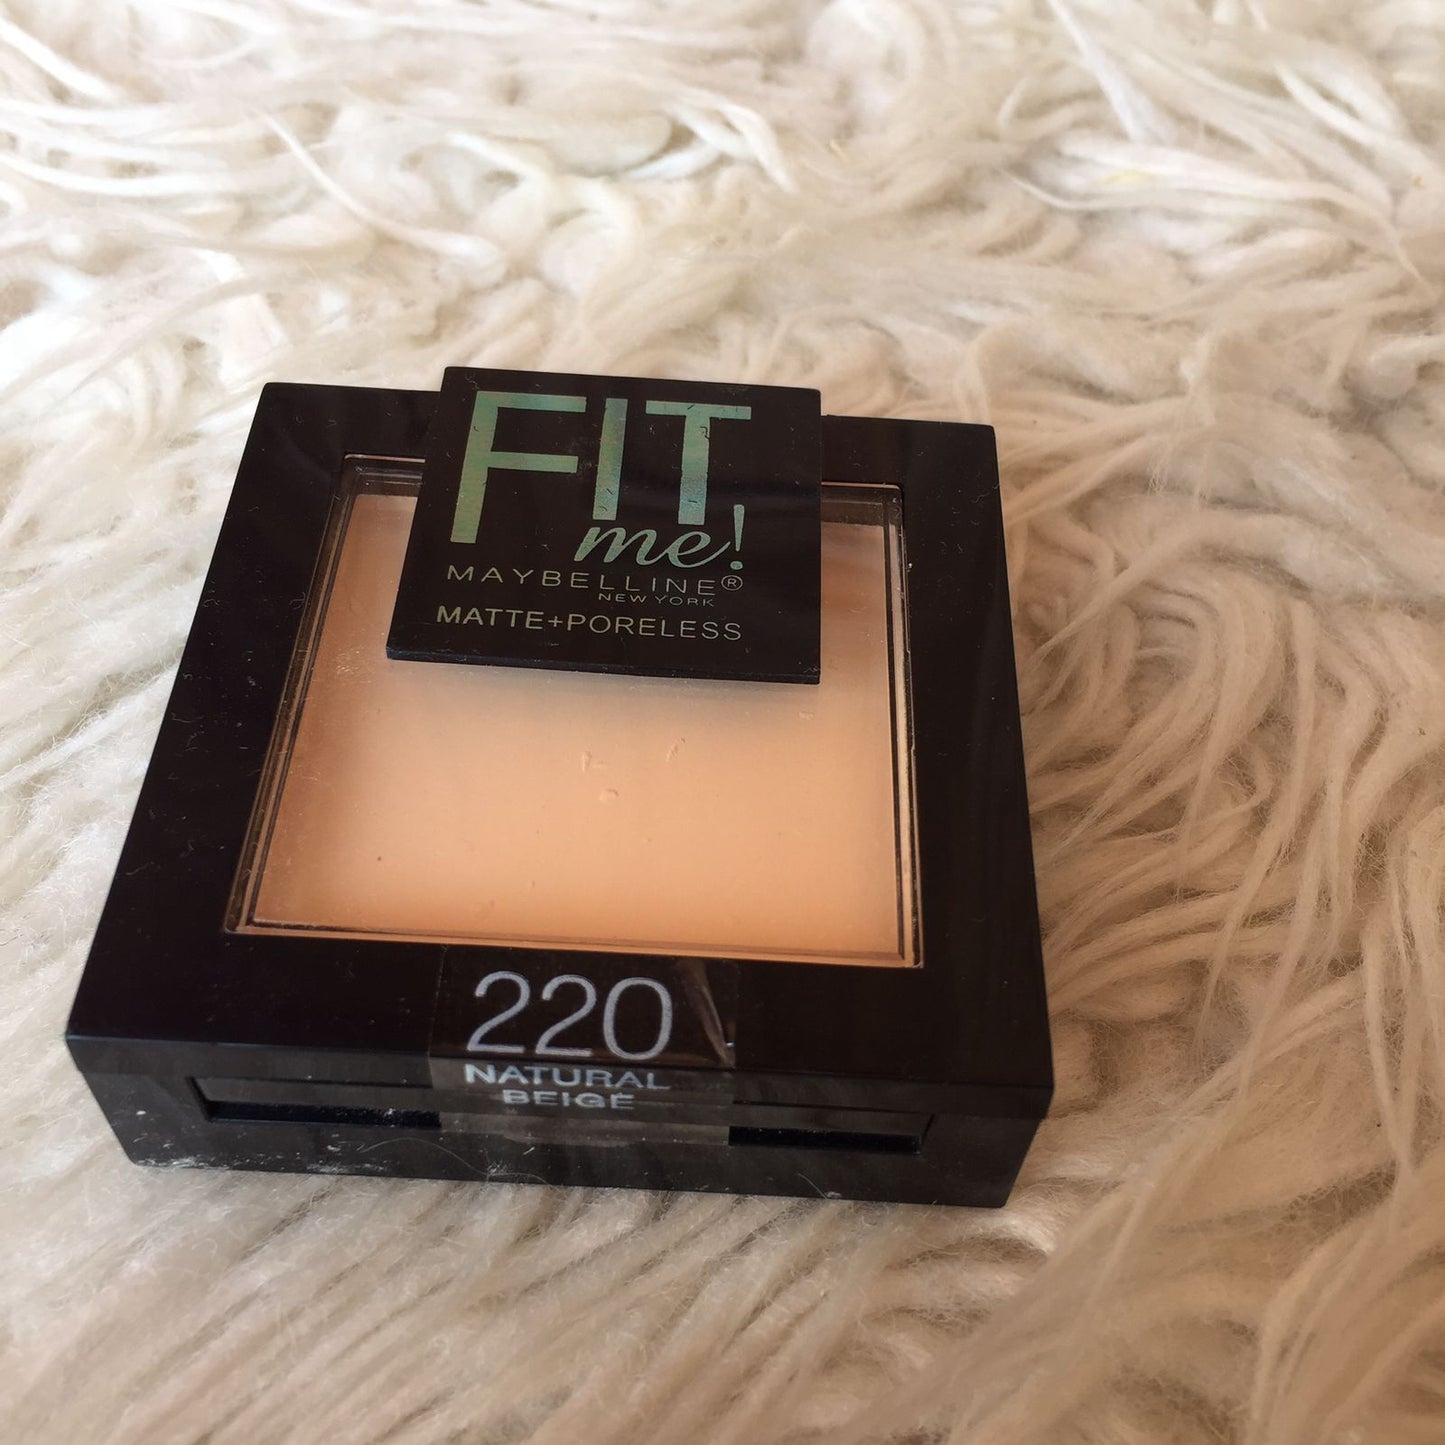 FIT
me!
MAYBELLINE®
NEW YORK
MATTE+PORELESS
220
NATURAL
BEIGE